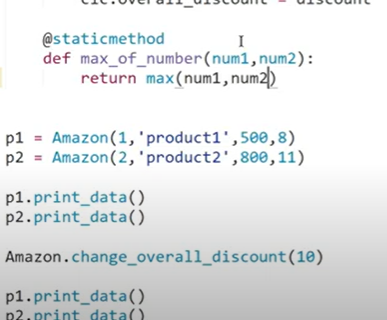 clc.overall_discount = discount
@staticmethod
def max_of_number(num1,num2):
return max(num1,num2)
p1 = Amazon(1,'product1',500,8)
p2 = Amazon(2,'product2',800,11)
p1.print_data()
p2.print_data()
Amazon.change_overall_discount(10)
p1.print_data()
p2.print_data()